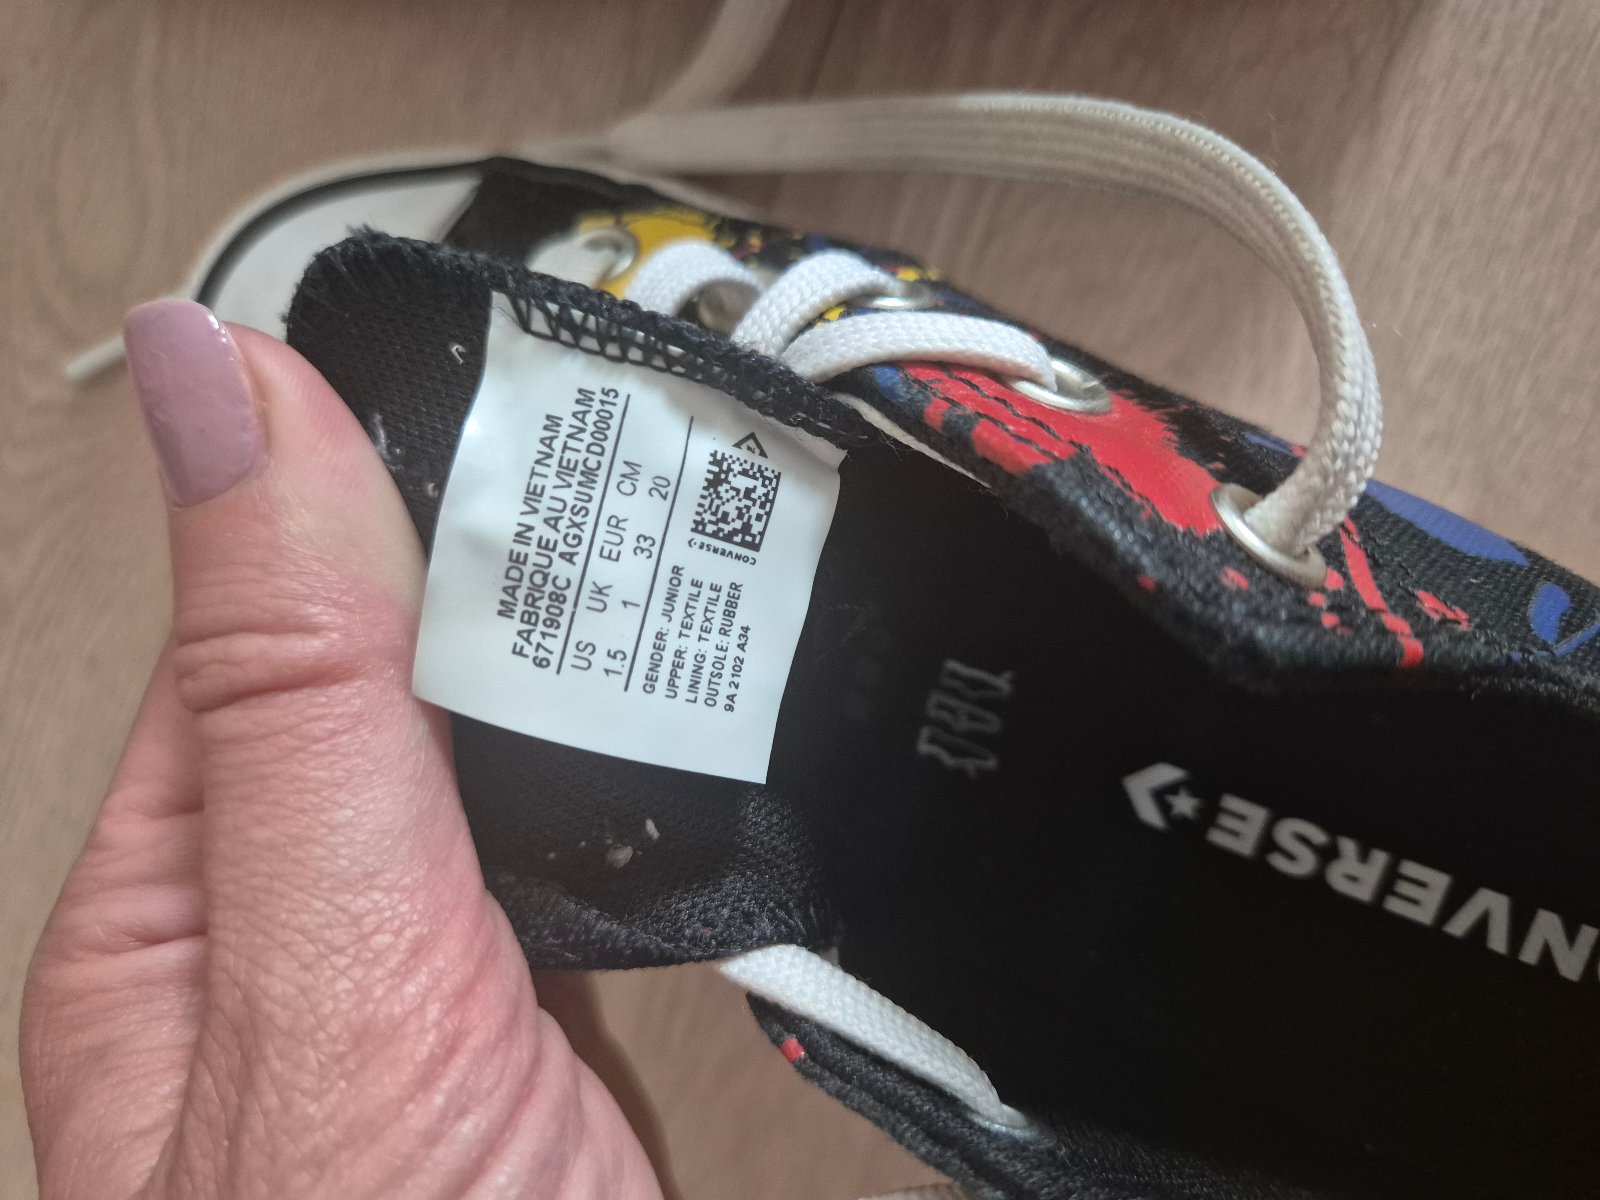 MADE IN VIETNAM
FABRIQUE AU VIETNAM
671908C AGXSUMCD00015
US UK EUR CM
1.5 1 33 20
GENDER: JUNIOR
UPPER: TEXTILE
LINING: TEXTILE
OUTSOLE: RUBBER
9A 2102 A34
CONVERSE
ONVERSE